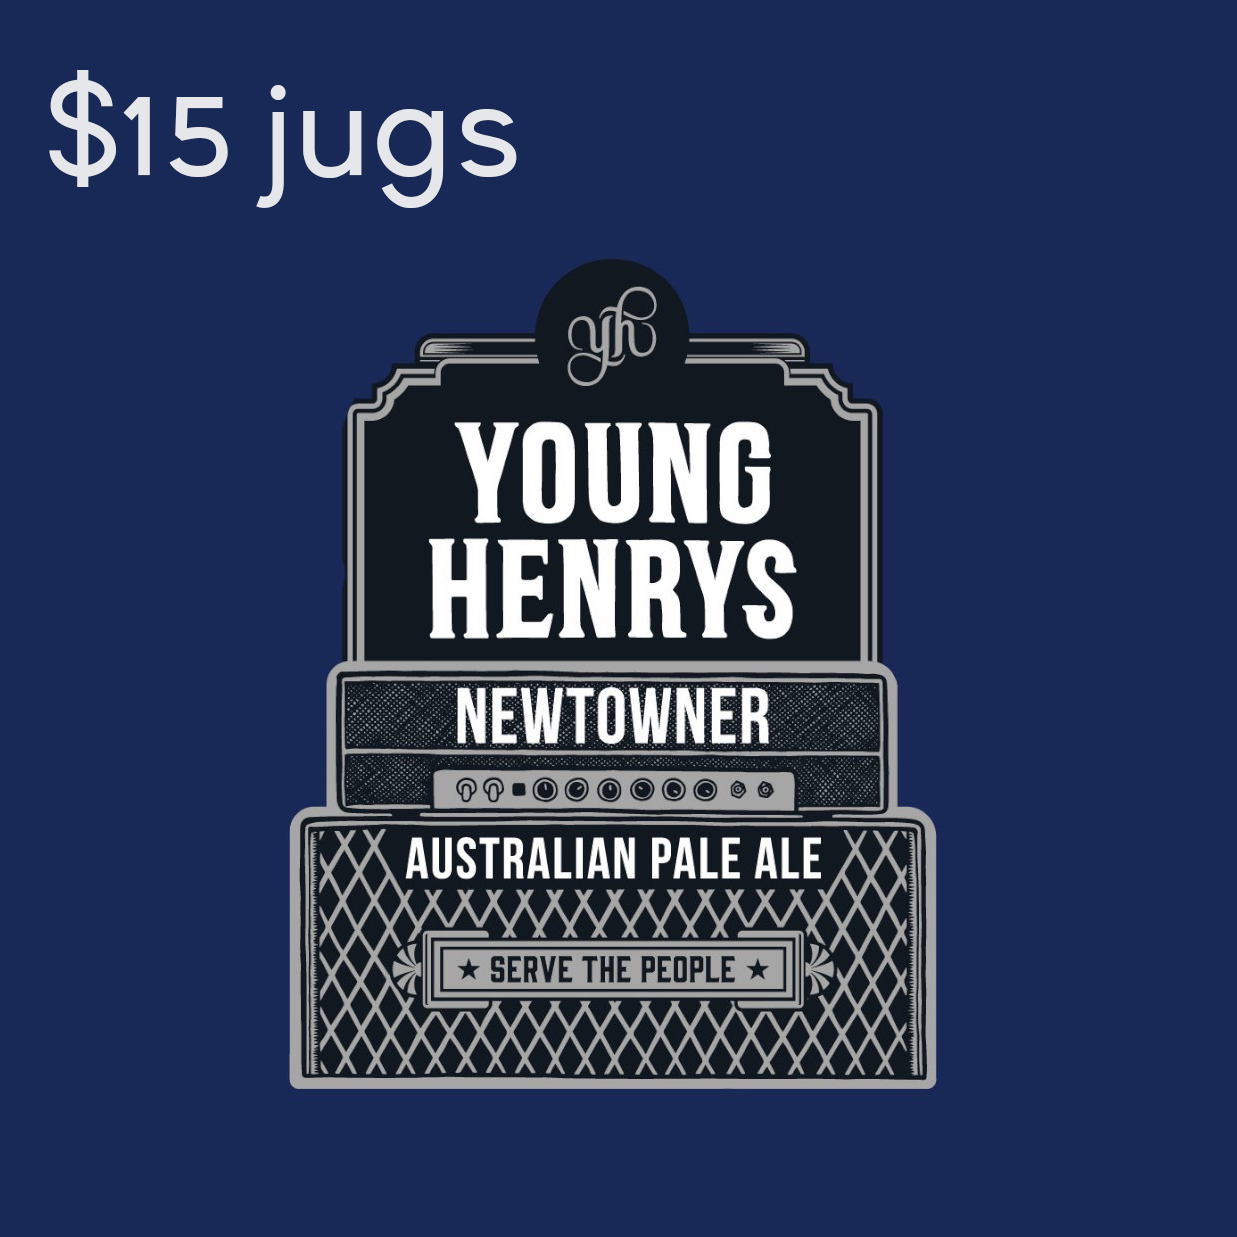 $15 jugs
yh
YOUNG
HENRYS
NEWTOWNER
AUSTRALIAN PALE ALE
★ SERVE THE PEOPLE ★